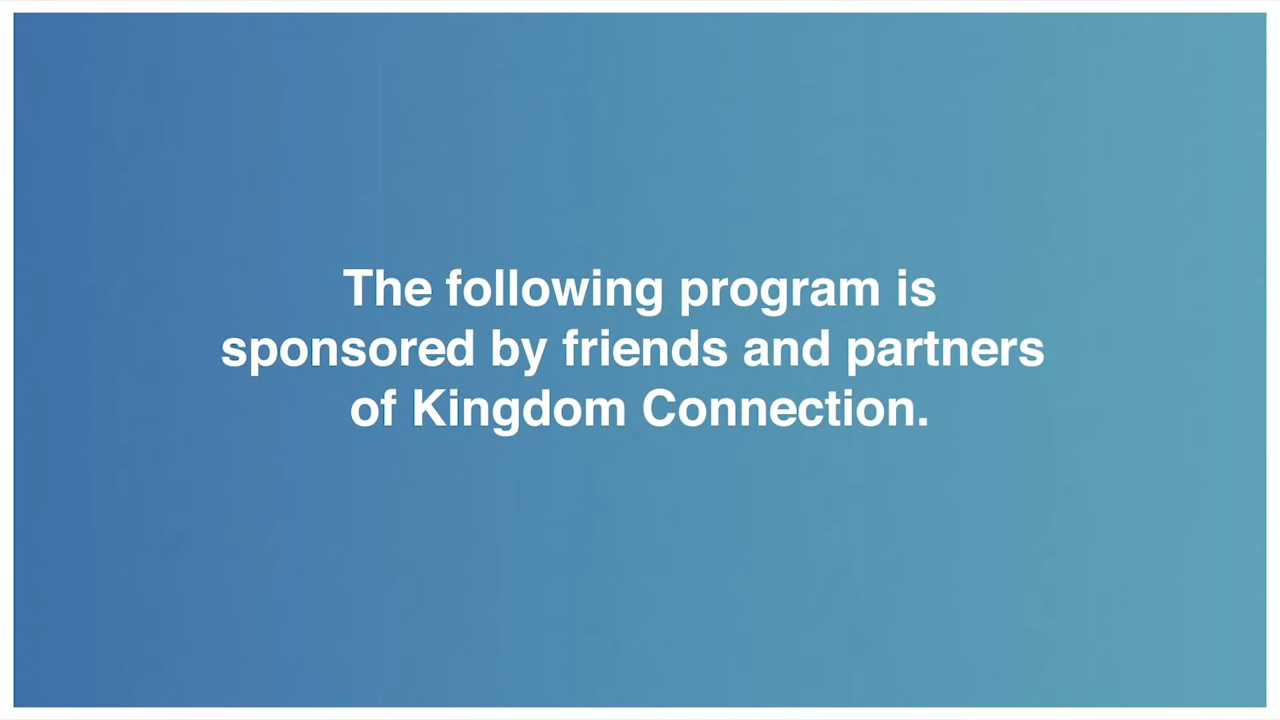 The following program is
sponsored by friends and partners
of Kingdom Connection.